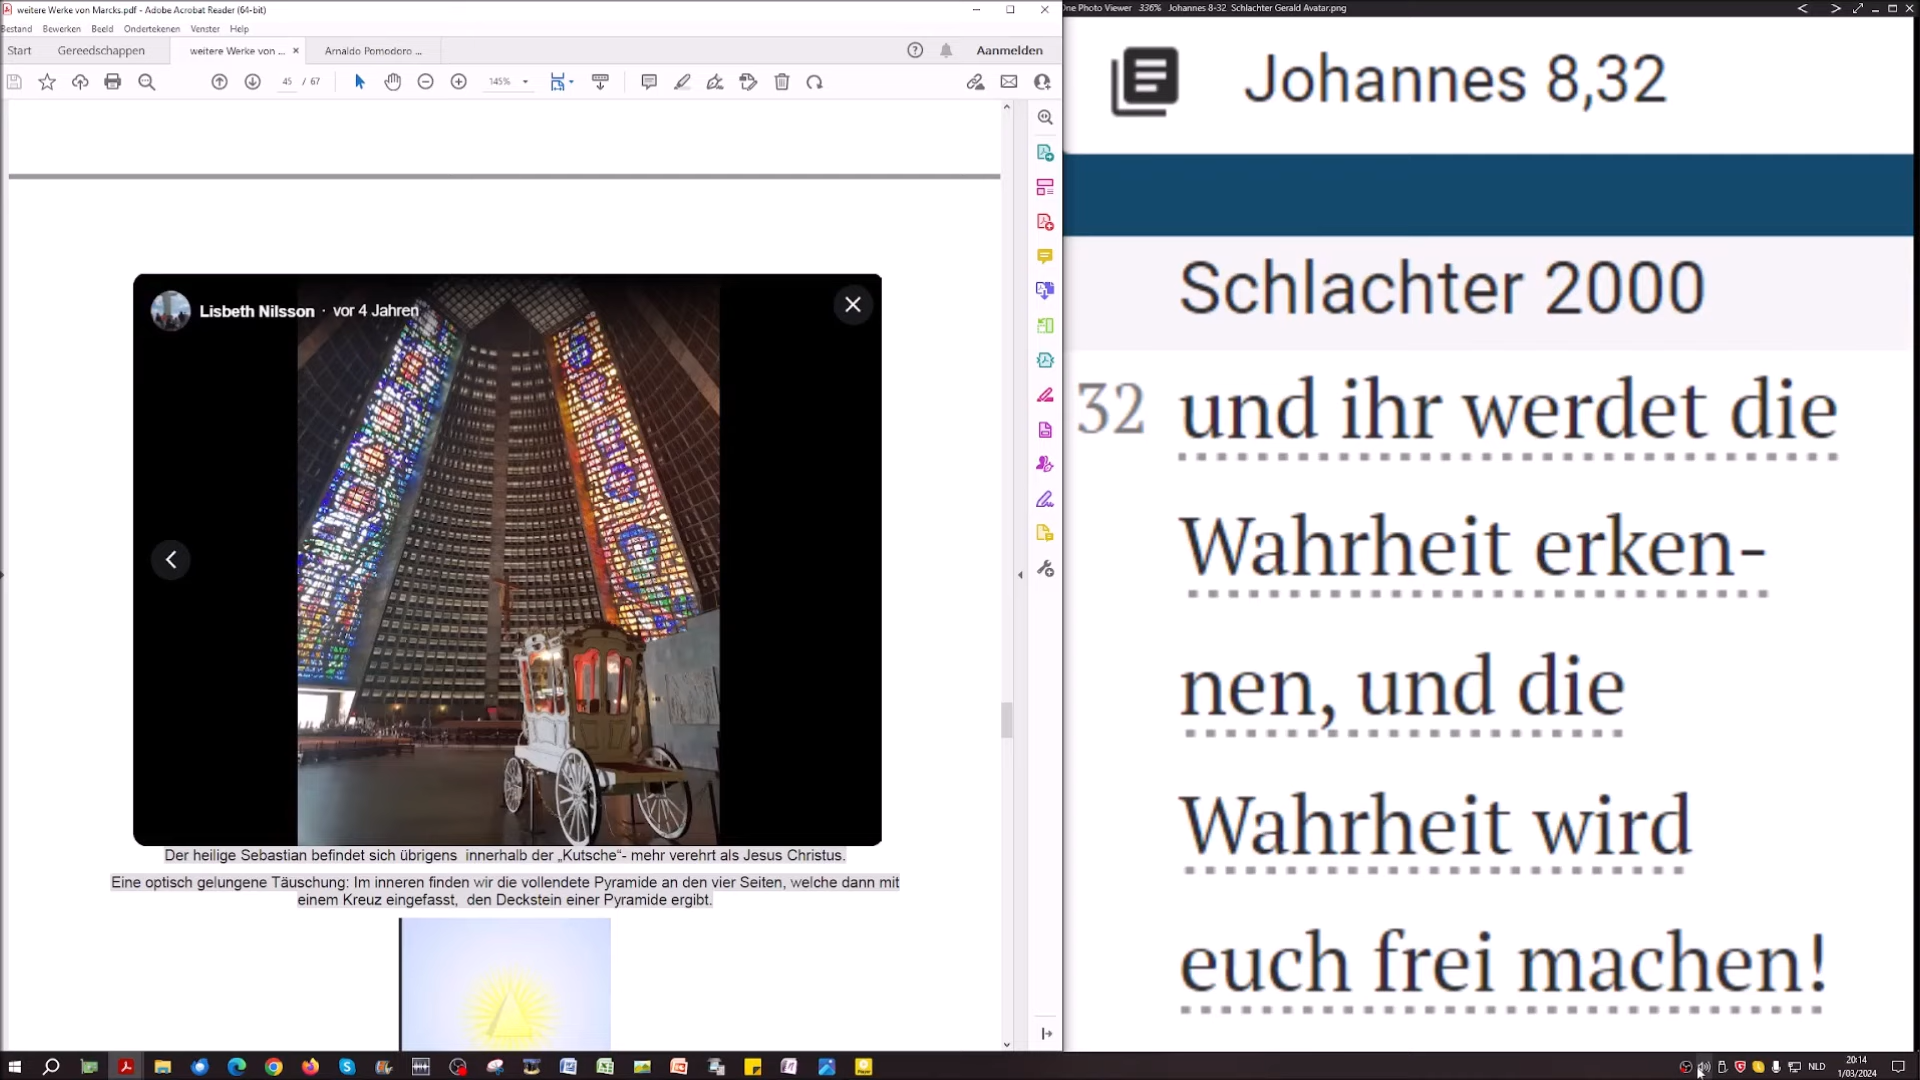 weitere Werke von Marcks.pdf - Adobe Acrobat Reader (64-bit)
Bestand Bewerken Beeld Ondertekenen Venster Help
Start Gereedschappen weitere Werke von ... × Arnaldo Pomodoro ... Aanmelden
45 / 67 145%
Lisbeth Nilsson · vor 4 Jahren
Der heilige Sebastian befindet sich übrigens innerhalb der „Kutsche“- mehr verehrt als Jesus Christus.
Eine optisch gelungene Täuschung: Im inneren finden wir die vollendete Pyramide an den vier Seiten, welche dann mit
einem Kreuz eingefasst, den Deckstein einer Pyramide ergibt.
One Photo Viewer 336% Johannes 8-32 Schlachter Gerald Avatar.png
Johannes 8,32
Schlachter 2000
32 und ihr werdet die
Wahrheit erken-
nen, und die
Wahrheit wird
euch frei machen!
NLD
20:14
1/03/2024